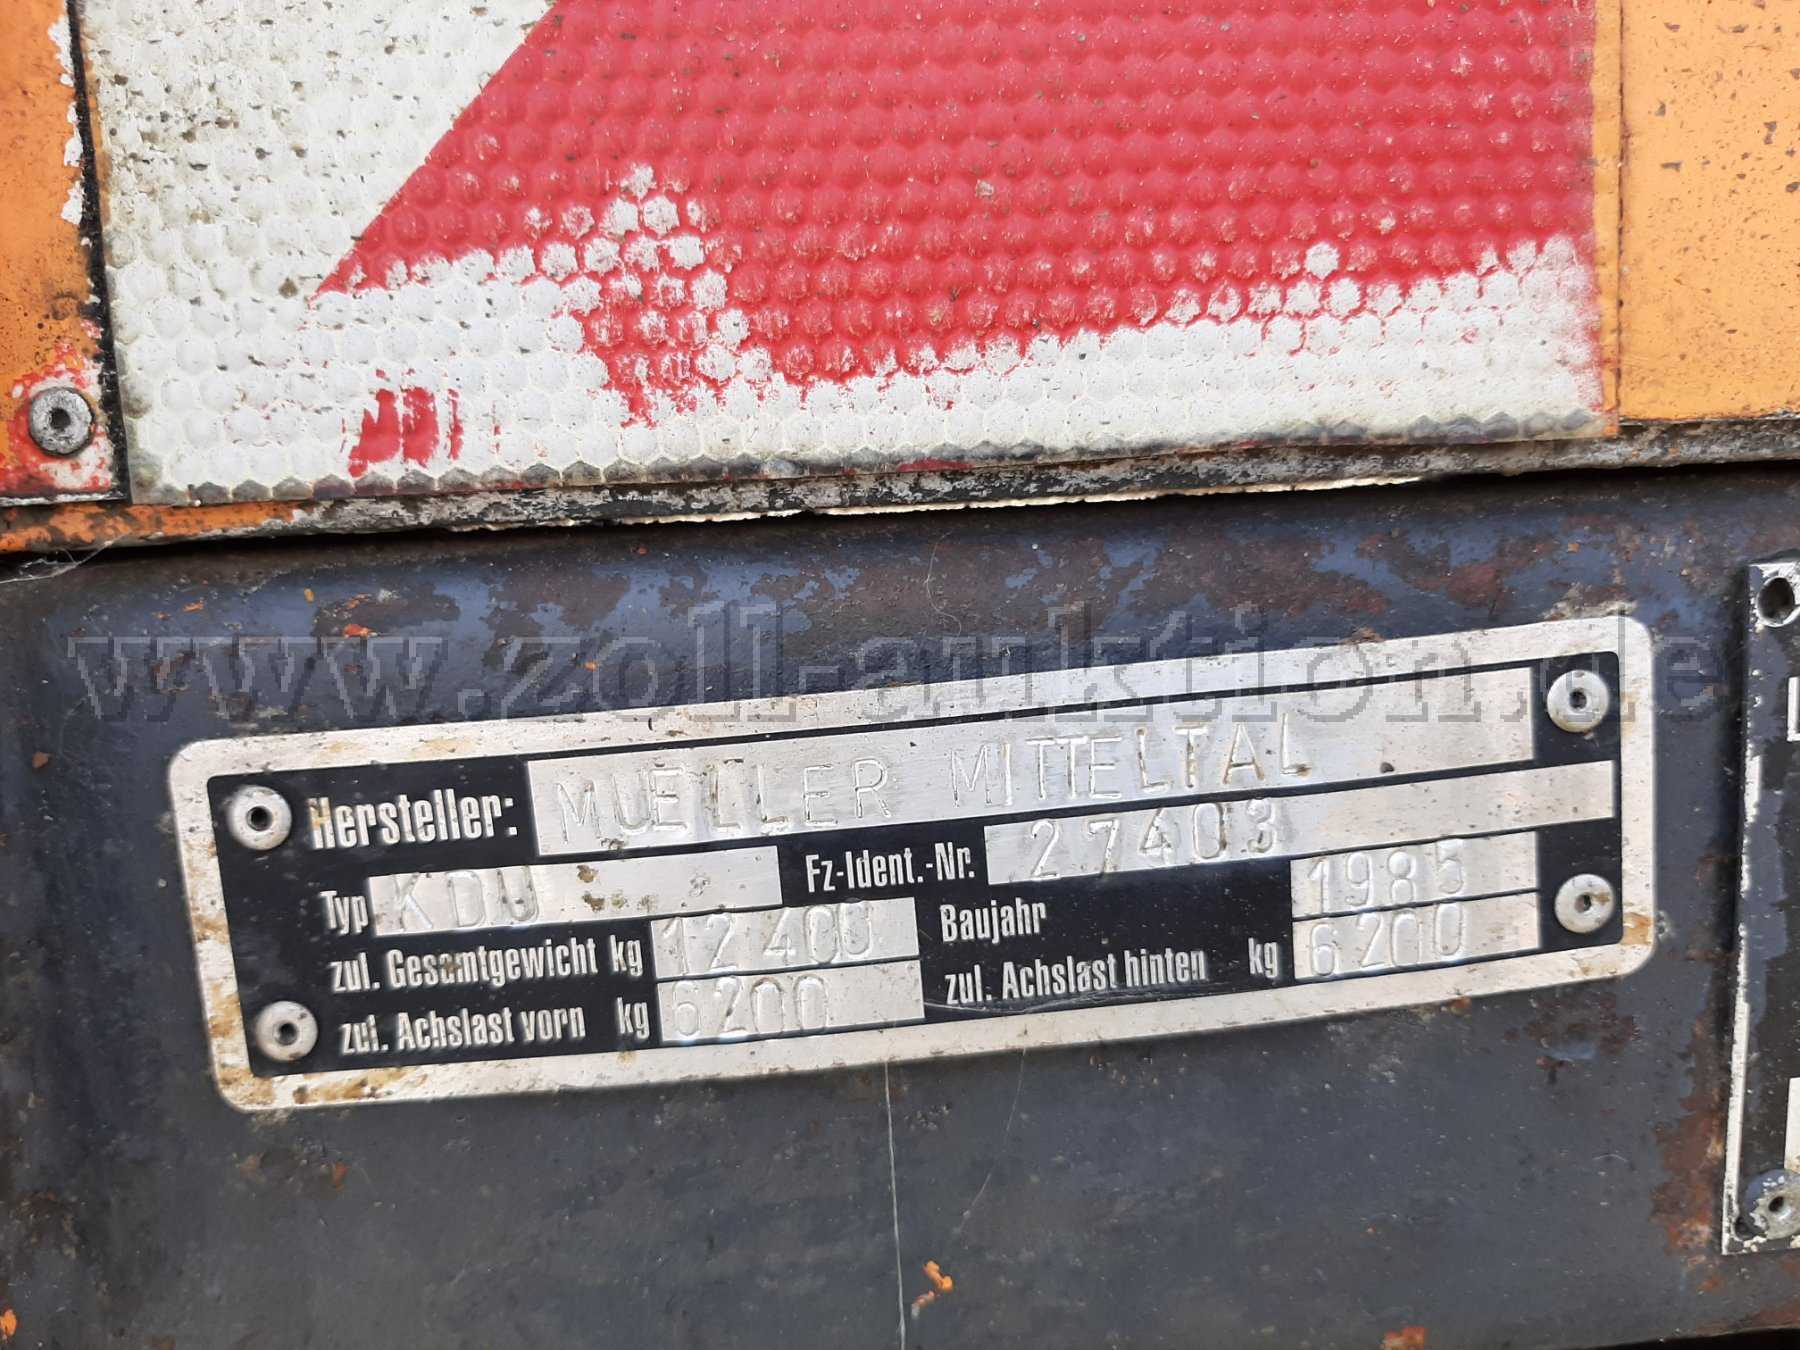 www.zoll-auktion.de
Hersteller: MUELLER MITTELTAL
Typ KDU Fz-Ident.-Nr. 27403
zul. Gesamtgewicht kg 12400 Baujahr 1985
zul. Achslast vorn kg 6200 zul. Achslast hinten kg 6200